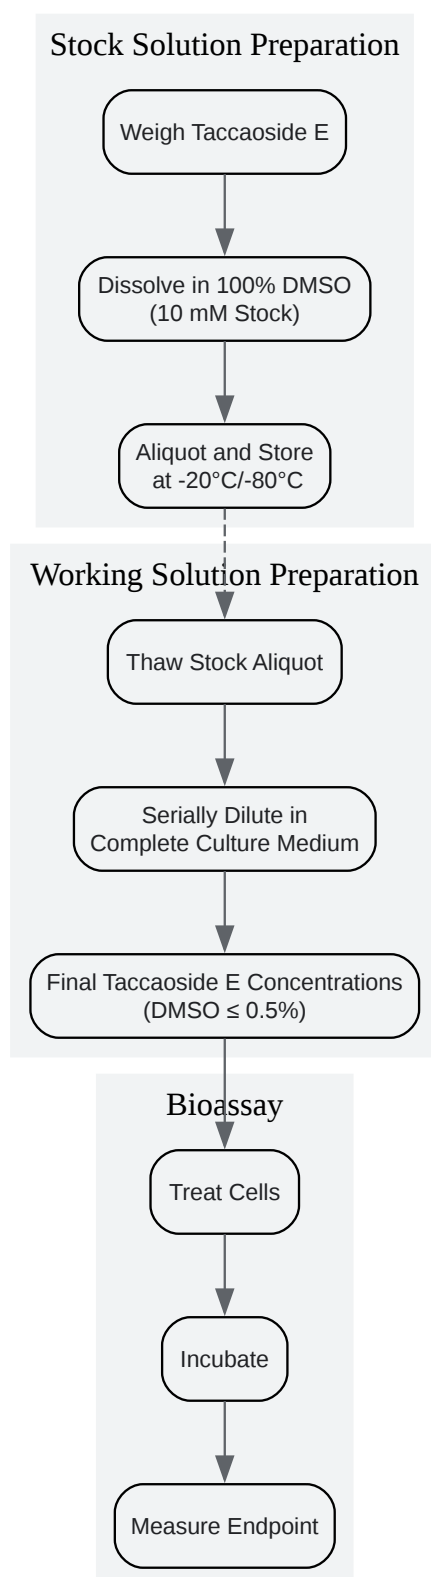 Stock Solution Preparation
Weigh Taccaoside E
Dissolve in 100% DMSO
(10 mM Stock)
Aliquot and Store
at -20°C/-80°C
Working Solution Preparation
Thaw Stock Aliquot
Serially Dilute in
Complete Culture Medium
Final Taccaoside E Concentrations
(DMSO ≤ 0.5%)
Bioassay
Treat Cells
Incubate
Measure Endpoint